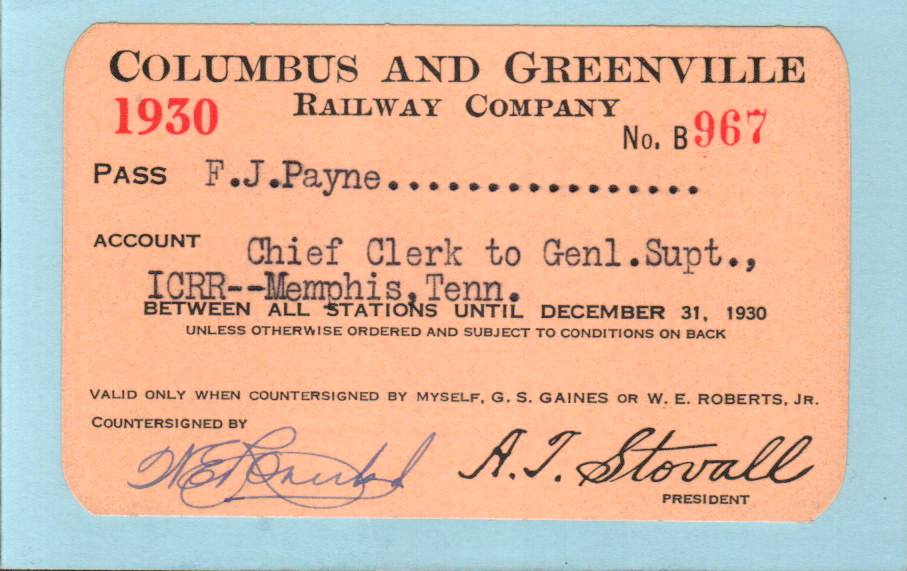 COLUMBUS AND GREENVILLE
RAILWAY COMPANY
1930
No. B967
PASS F.J.Payne.................
ACCOUNT Chief Clerk to Genl.Supt.,
ICRR--Memphis,Tenn.
BETWEEN ALL STATIONS UNTIL DECEMBER 31, 1930
UNLESS OTHERWISE ORDERED AND SUBJECT TO CONDITIONS ON BACK
VALID ONLY WHEN COUNTERSIGNED BY MYSELF, G. S. GAINES OR W. E. ROBERTS, JR.
COUNTERSIGNED BY
A.T. Stovall
PRESIDENT